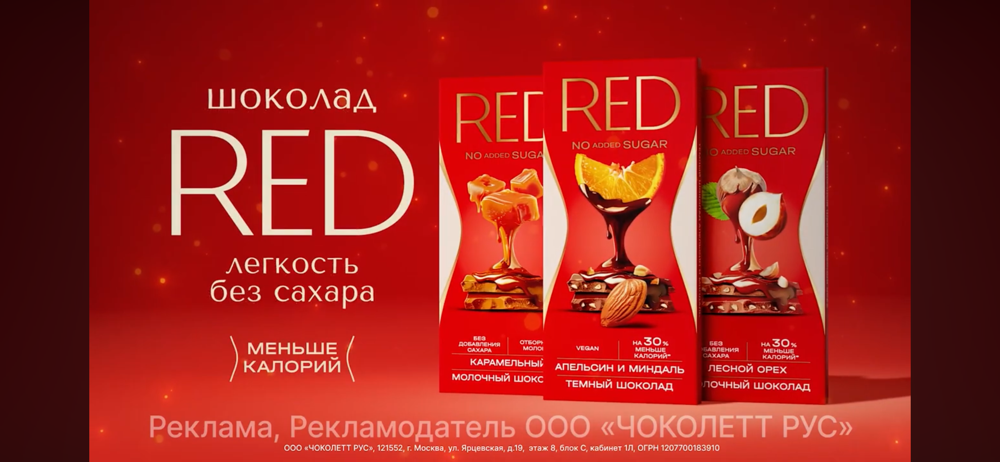 шоколад
RED
легкость
без сахара
МЕНЬШЕ
КАЛОРИЙ
RED
NO ADDED
БЕЗ
ДОБАВЛЕНИЯ
САХАРА
КАРАМЕЛЬНЫЙ
МОЛОЧНЫЙ
RED
NO ADDED SUGAR
VEGAN
НА 30%
МЕНЬШЕ
КАЛОРИЙ*
АПЕЛЬСИН И МИНДАЛЬ
ТЕМНЫЙ ШОКОЛАД
RED
ADDED SUGAR
БЕЗ
САХАРА
НА 30%
МЕНЬШЕ
КАЛОРИЙ*
ЛЕСНОЙ ОРЕХ
ШОКОЛАД
Реклама, Рекламодатель ООО «ЧОКОЛЕТТ РУС»
ООО «ЧОКОЛЕТТ РУС», 121552, г. Москва, ул. Ярцевская, д.19, этаж 8, блок С, кабинет 1Л, ОГРН 1207700183910